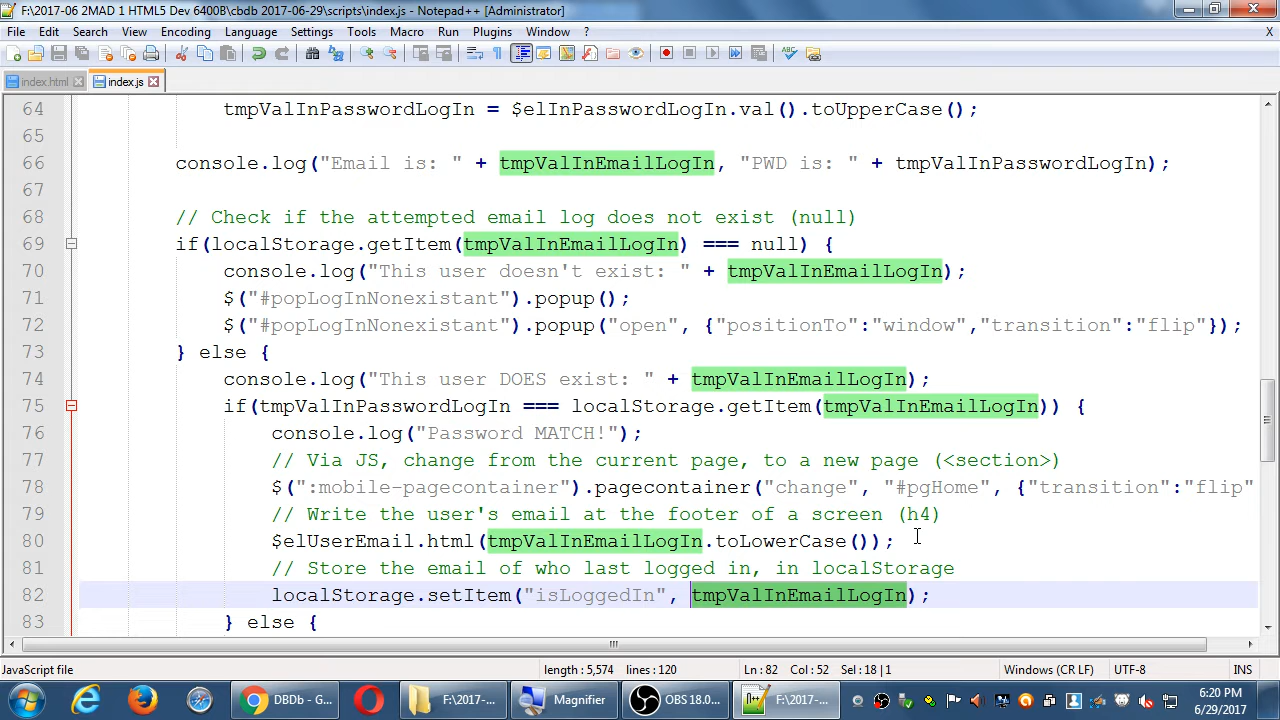 F:\2017-06 2MAD 1 HTML5 Dev 6400B\cbdb 2017-06-29\scripts\index.js - Notepad++ [Administrator]
File Edit Search View Encoding Language Settings Tools Macro Run Plugins Window ? X
index.html index.js
64 tmpValInPasswordLogIn = $elInPasswordLogIn.val().toUpperCase();
65
66 console.log("Email is: " + tmpValInEmailLogIn, "PWD is: " + tmpValInPasswordLogIn);
67
68 // Check if the attempted email log does not exist (null)
69 if(localStorage.getItem(tmpValInEmailLogIn) === null) {
70 console.log("This user doesn't exist: " + tmpValInEmailLogIn);
71 $("#popLogInNonexistant").popup();
72 $("#popLogInNonexistant").popup("open", {"positionTo":"window","transition":"flip"});
73 } else {
74 console.log("This user DOES exist: " + tmpValInEmailLogIn);
75 if(tmpValInPasswordLogIn === localStorage.getItem(tmpValInEmailLogIn)) {
76 console.log("Password MATCH!");
77 // Via JS, change from the current page, to a new page (<section>)
78 $(":mobile-pagecontainer").pagecontainer("change", "#pgHome", {"transition":"flip"
79 // Write the user's email at the footer of a screen (h4)
80 $elUserEmail.html(tmpValInEmailLogIn.toLowerCase());
81 // Store the email of who last logged in, in localStorage
82 localStorage.setItem("isLoggedIn", tmpValInEmailLogIn);
83 } else {
JavaScript file length : 5,574 lines : 120 Ln : 82 Col : 52 Sel : 18 | 1 Windows (CR LF) UTF-8 INS
DBDb - G... F:\2017-... Magnifier OBS 18.0... F:\2017-... 6:20 PM
6/29/2017